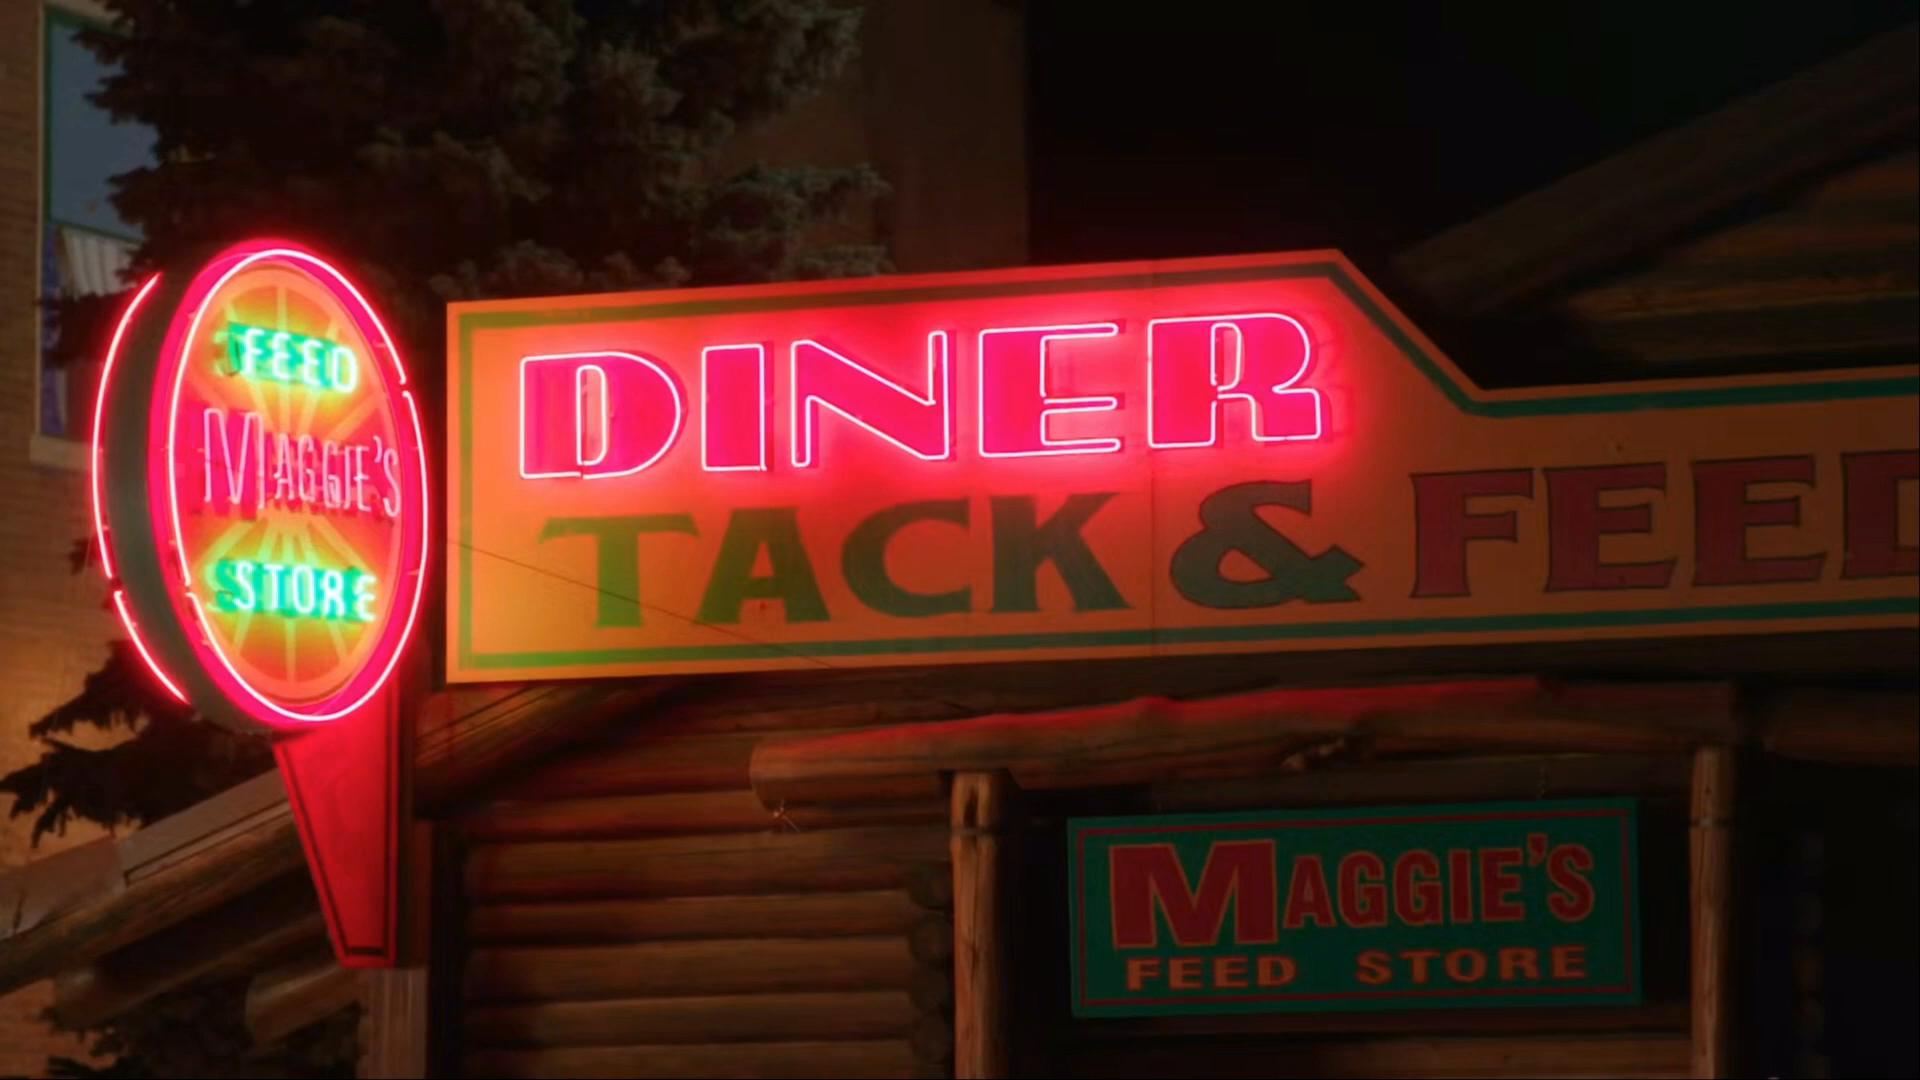 FEED
MAGGIE'S
STORE
DINER
TACK & FEED
MAGGIE'S
FEED STORE